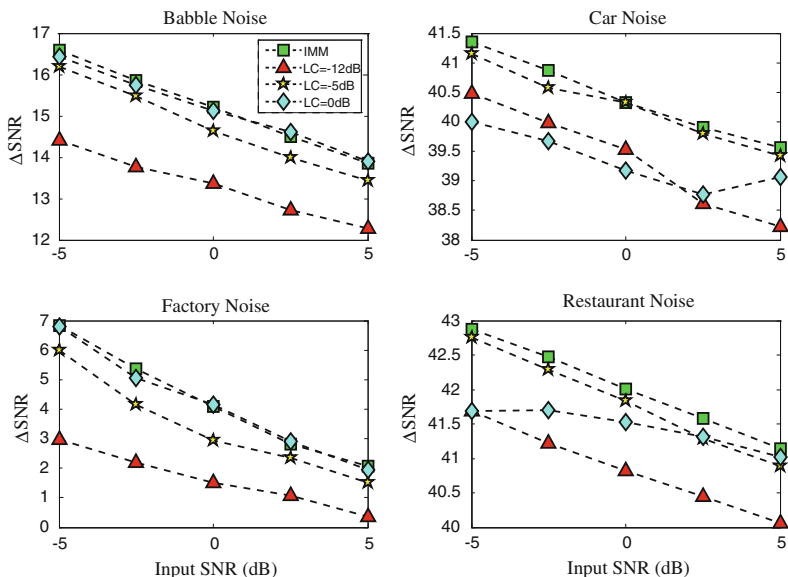 Babble Noise
17
16
15
14
13
12
ΔSNR
-5
0
5
IMM
LC=-12dB
LC=-5dB
LC=0dB
Car Noise
41.5
41
40.5
40
39.5
39
38.5
38
ΔSNR
-5
0
5
Factory Noise
7
6
5
4
3
2
1
0
ΔSNR
-5
0
5
Input SNR (dB)
Restaurant Noise
43
42.5
42
41.5
41
40.5
40
ΔSNR
-5
0
5
Input SNR (dB)